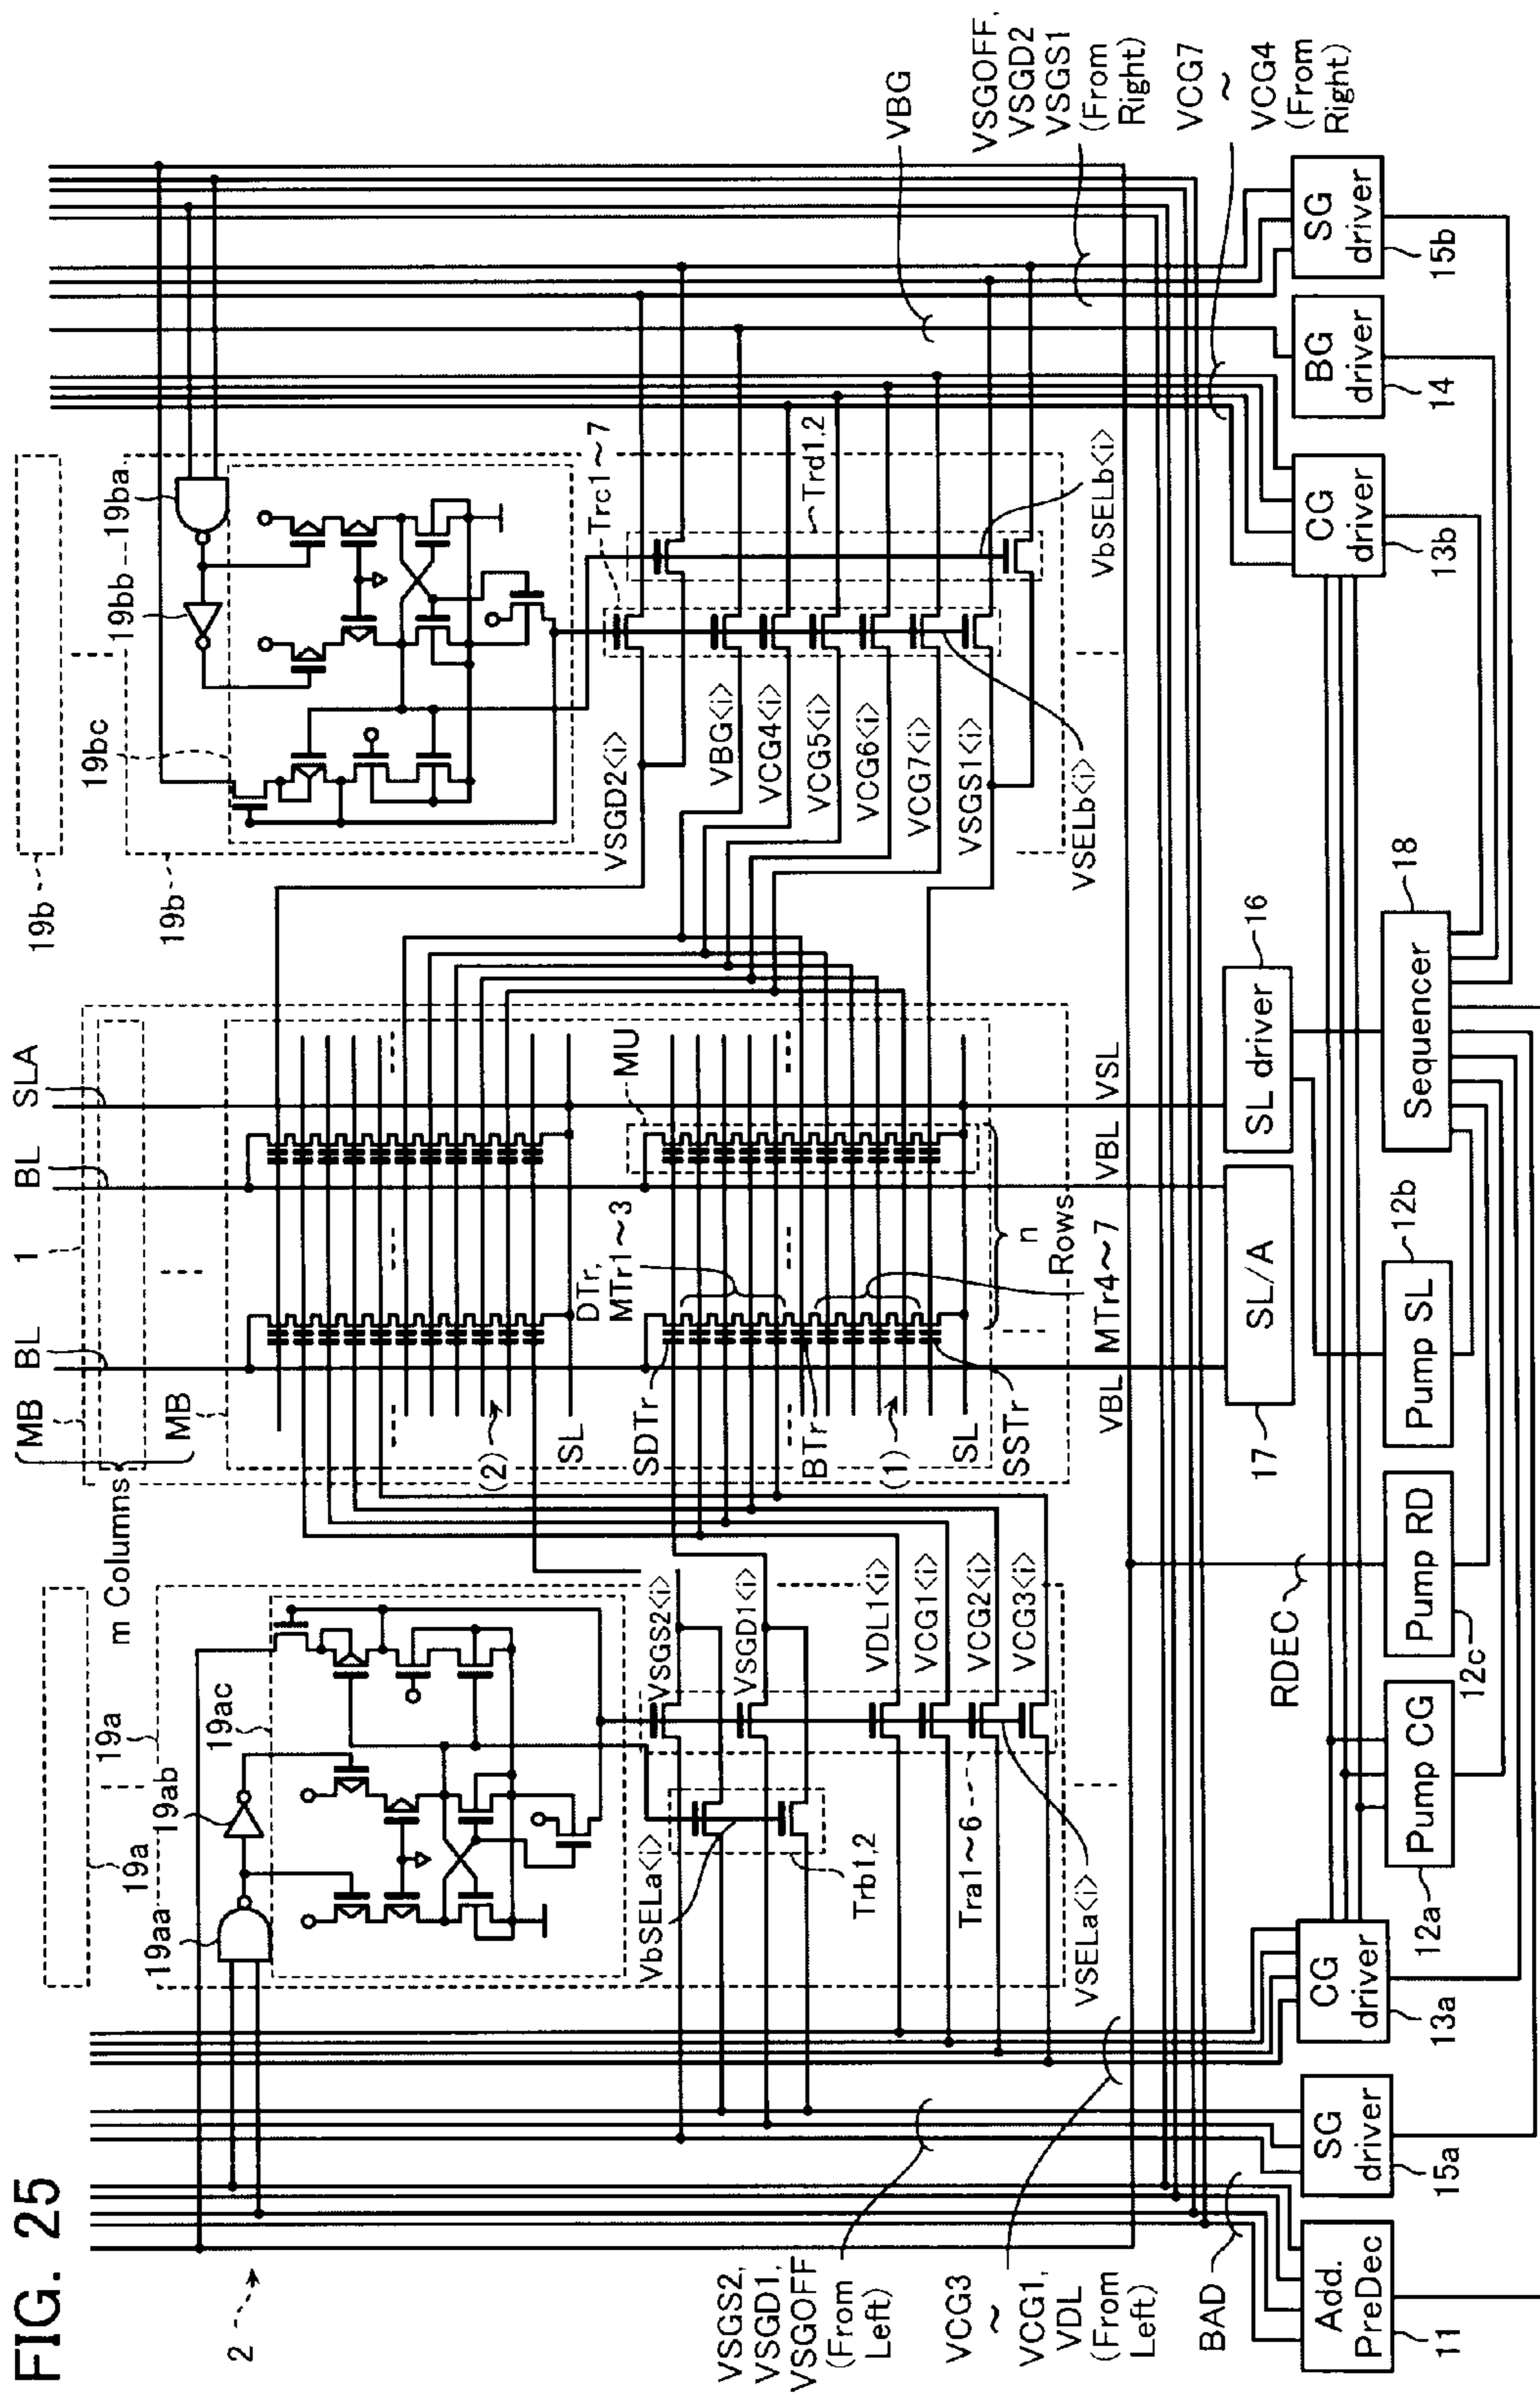 FIG. 25
2
19a
19a
19aa
19ab
19ac
VbSELa<i>
Trb1,2
Tra1~6
VSELa<i>
VSGS2<i>
VSGD1<i>
VDL1<i>
VCG1<i>
VCG2<i>
VCG3<i>
VSGS2,
VSGD1,
VSGOFF
(From
Left)
VCG3
~
VCG1,
VDL
(From
Left)
BAD
RDEC
m Columns
MB
MB
BL
1
BL
SLA
(2)
SL
SDTr
DTr,
MTr1~3
MU
BTr
(1)
SL
SSTr
n
Rows
MTr4~7
VBL
VBL
VSL
19b
19b
19bc
19bb
19ba
Trc1~7
Trd1,2
VSGD2<i>
VBG<i>
VCG4<i>
VCG5<i>
VCG6<i>
VCG7<i>
VSGS1<i>
VSELb<i>
VbSELb<i>
VBG
VSGOFF,
VSGD2
VSGS1
(From
Right)
VCG7
~
VCG4
(From
Right)
Add.
PreDec
11
SG
driver
15a
CG
driver
13a
Pump CG
12a
Pump RD
12c
Pump SL
12b
SL/A
17
SL driver
16
Sequencer
18
CG
driver
13b
BG
driver
14
SG
driver
15b